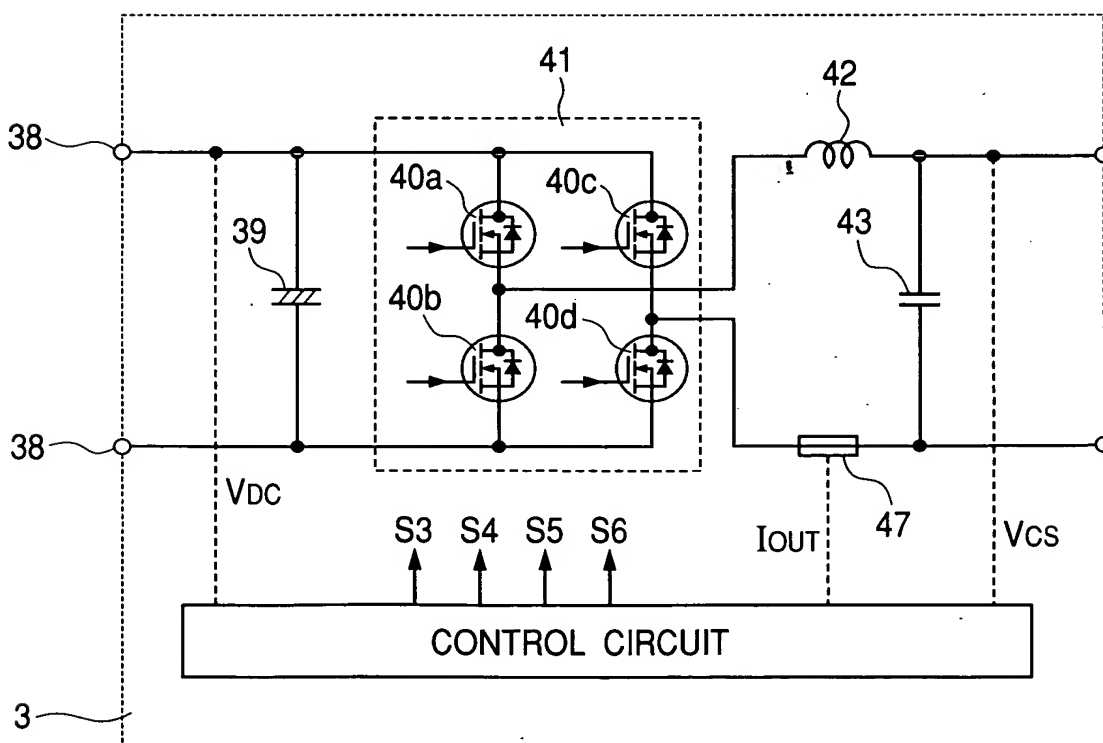 41
42
38
40a
40c
39
43
40b
40d
38
VDC
47
S3 S4 S5 S6
IOUT
VCS
CONTROL CIRCUIT
3